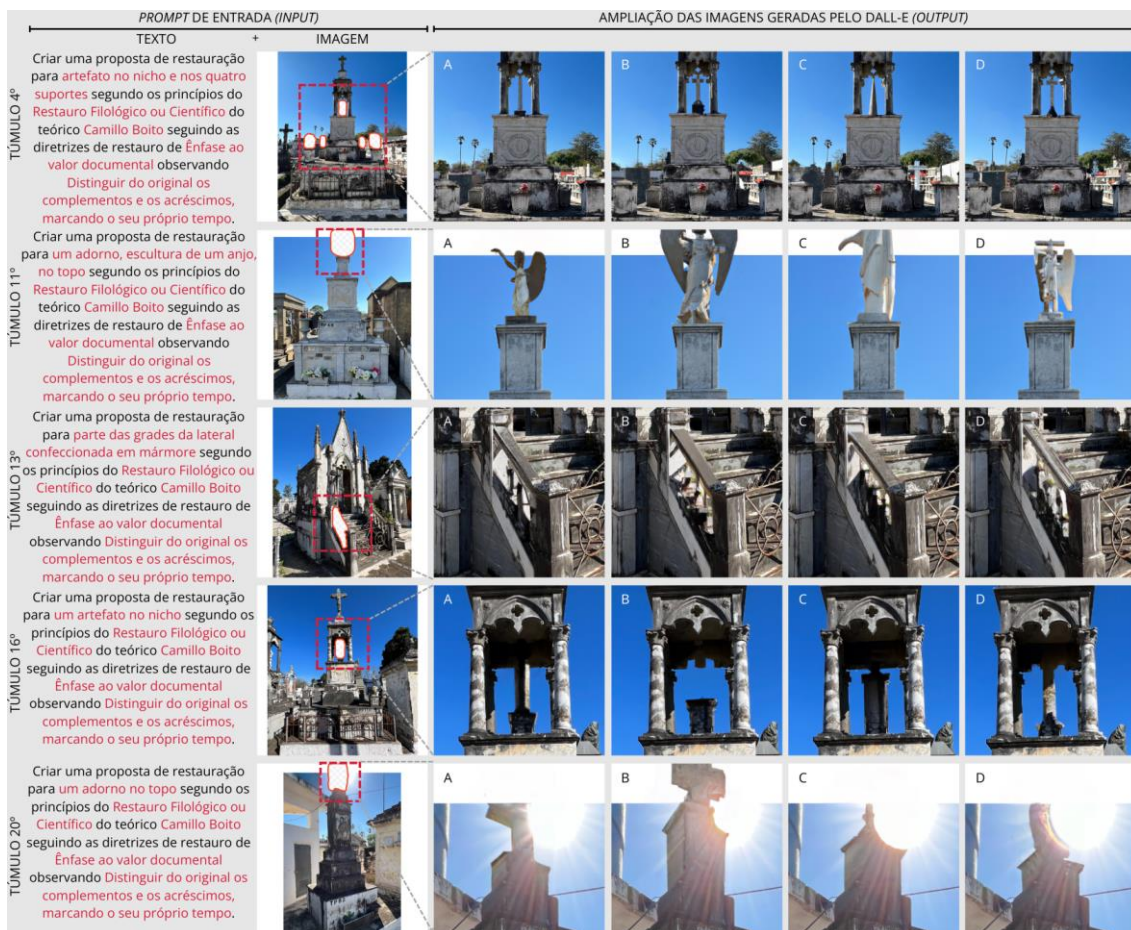 PROMPT DE ENTRADA (INPUT)
AMPLIAÇÃO DAS IMAGENS GERADAS PELO DALL-E (OUTPUT)
TEXTO + IMAGEM
TÚMULO 4º
Criar uma proposta de restauração
para artefato no nicho e nos quatro
suportes segundo os princípios do
Restauro Filológico ou Científico do
teórico Camillo Boito seguindo as
diretrizes de restauro de Ênfase ao
valor documental observando
Distinguir do original os
complementos e os acréscimos,
marcando o seu próprio tempo.
A
B
C
D
TÚMULO 11º
Criar uma proposta de restauração
para um adorno, escultura de um anjo,
no topo segundo os princípios do
Restauro Filológico ou Científico do
teórico Camillo Boito seguindo as
diretrizes de restauro de Ênfase ao
valor documental observando
Distinguir do original os
complementos e os acréscimos,
marcando o seu próprio tempo.
A
B
C
D
TÚMULO 13º
Criar uma proposta de restauração
para parte das grades da lateral
confeccionada em mármore segundo
os princípios do Restauro Filológico ou
Científico do teórico Camillo Boito
seguindo as diretrizes de restauro de
Ênfase ao valor documental
observando Distinguir do original os
complementos e os acréscimos,
marcando o seu próprio tempo.
A
B
C
D
TÚMULO 16º
Criar uma proposta de restauração
para um artefato no nicho segundo os
princípios do Restauro Filológico ou
Científico do teórico Camillo Boito
seguindo as diretrizes de restauro de
Ênfase ao valor documental
observando Distinguir do original os
complementos e os acréscimos,
marcando o seu próprio tempo.
A
B
C
D
TÚMULO 20º
Criar uma proposta de restauração
para um adorno no topo segundo os
princípios do Restauro Filológico ou
Científico do teórico Camillo Boito
seguindo as diretrizes de restauro de
Ênfase ao valor documental
observando Distinguir do original os
complementos e os acréscimos,
marcando o seu próprio tempo.
A
B
C
D